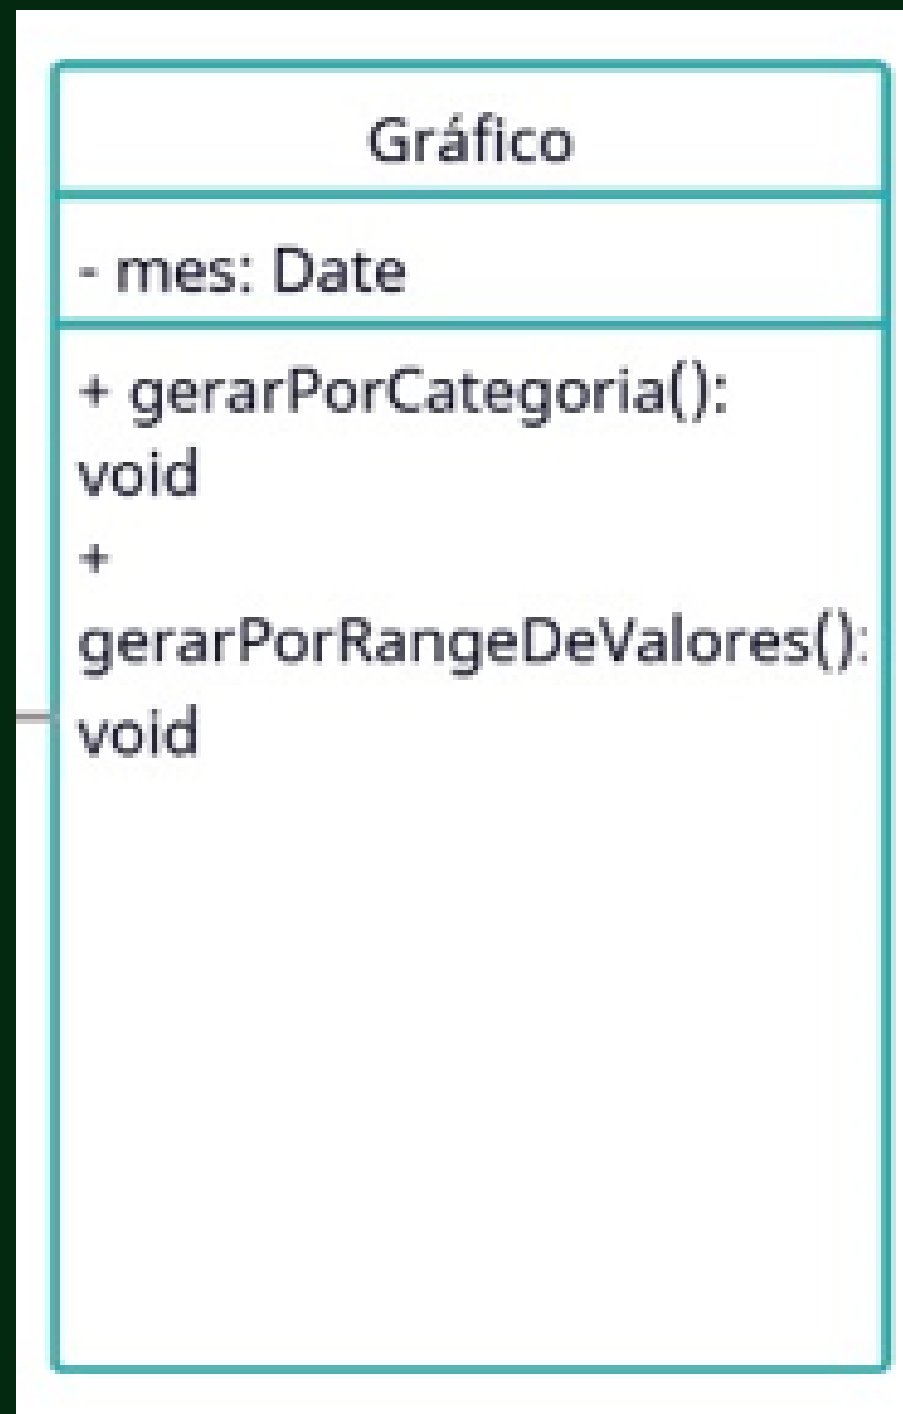 Gráfico
- mes: Date
+ gerarPorCategoria():
void
+
gerarPorRangeDeValores():
void